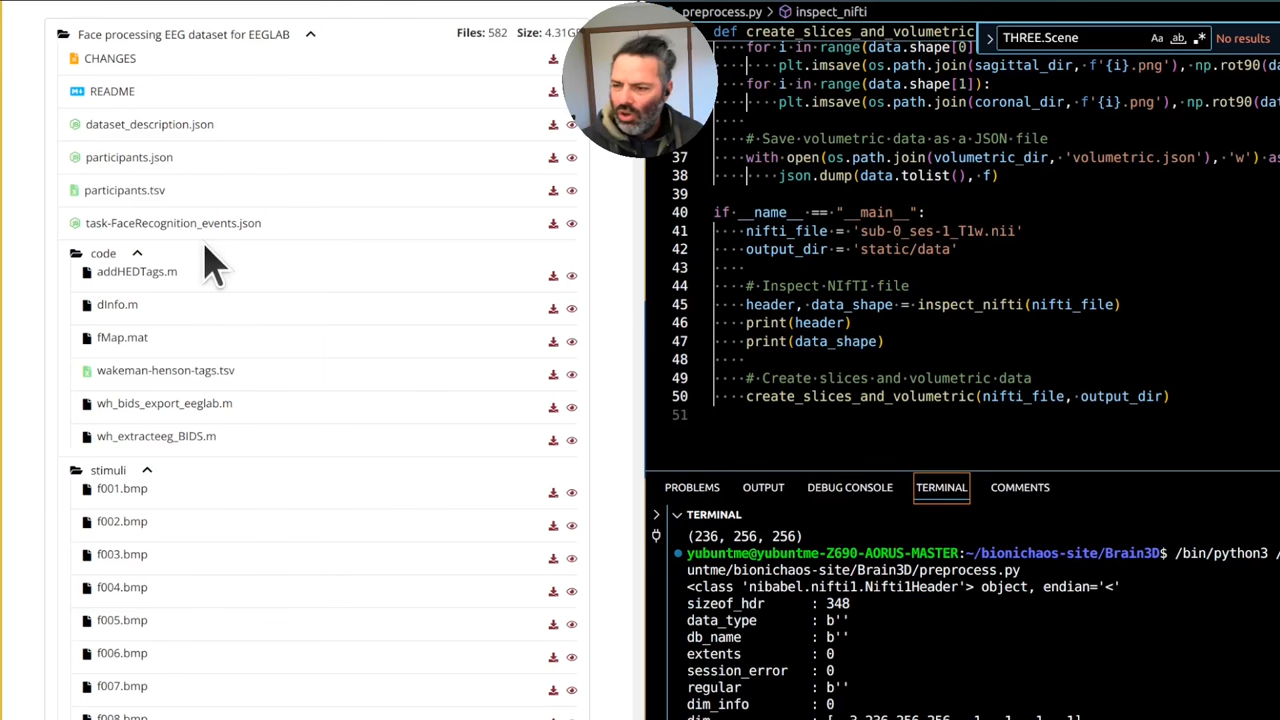 Face processing EEG dataset for EEGLAB
Files: 582 Size: 4.31G
CHANGES
README
dataset_description.json
participants.json
participants.tsv
task-FaceRecognition_events.json
code
addHEDTags.m
dInfo.m
fMap.mat
wakeman-henson-tags.tsv
wh_bids_export_eeglab.m
wh_extracteeg_BIDS.m
stimuli
f001.bmp
f002.bmp
f003.bmp
f004.bmp
f005.bmp
f006.bmp
f007.bmp
f008.bmp
preprocess.py > inspect_nifti
THREE.Scene
Aa ab .*
No results
def create_slices_and_volumetric
for i in range(data.shape[0]
plt.imsave(os.path.join(sagittal_dir, f'{i}.png'), np.rot90(d
for i in range(data.shape[1]):
plt.imsave(os.path.join(coronal_dir, f'{i}.png'), np.rot90(da
# Save volumetric data as a JSON file
37 with open(os.path.join(volumetric_dir, 'volumetric.json'), 'w') as
38 json.dump(data.tolist(), f)
39
40 if __name__ == "__main__":
41 nifti_file = 'sub-0_ses-1_T1w.nii'
42 output_dir = 'static/data'
43
44 # Inspect NIfTI file
45 header, data_shape = inspect_nifti(nifti_file)
46 print(header)
47 print(data_shape)
48
49 # Create slices and volumetric data
50 create_slices_and_volumetric(nifti_file, output_dir)
51
PROBLEMS OUTPUT DEBUG CONSOLE TERMINAL COMMENTS
TERMINAL
(236, 256, 256)
yubuntme@yubuntme-Z690-AORUS-MASTER:~/bionichaos-site/Brain3D$ /bin/python3 /
untme/bionichaos-site/Brain3D/preprocess.py
<class 'nibabel.nifti1.Nifti1Header'> object, endian='<'
sizeof_hdr : 348
data_type : b''
db_name : b''
extents : 0
session_error : 0
regular : b''
dim_info : 0